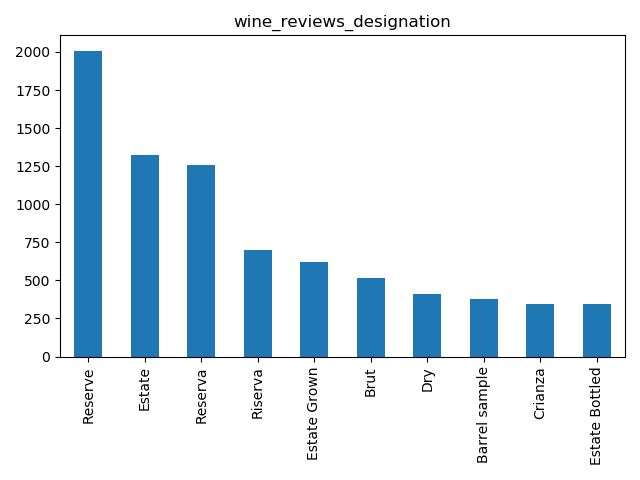 wine_reviews_designation
2000
1750
1500
1250
1000
750
500
250
0
Reserve
Estate
Reserva
Riserva
Estate Grown
Brut
Dry
Barrel sample
Crianza
Estate Bottled